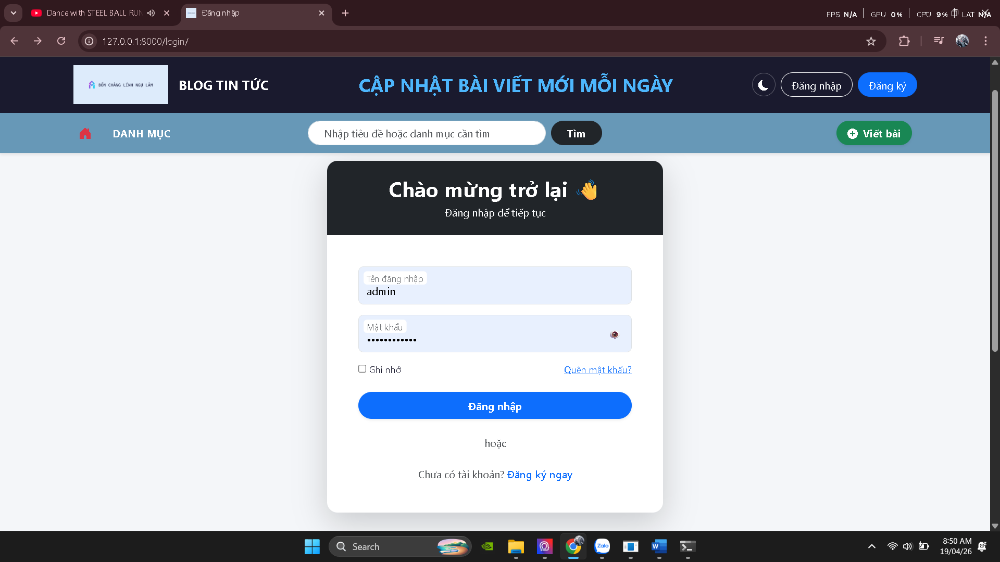 Dance with STEEL BALL RUN
Đăng nhập
FPS N/A GPU 0% CPU 9% LAT N/A
127.0.0.1:8000/login/
BỐN CHÀNG LÍNH NGỰ LÂM
BLOG TIN TỨC
CẬP NHẬT BÀI VIẾT MỚI MỖI NGÀY
Đăng nhập
Đăng ký
DANH MỤC
Nhập tiêu đề hoặc danh mục cần tìm
Tìm
Viết bài
Chào mừng trở lại 👋
Đăng nhập để tiếp tục
Tên đăng nhập
admin
Mật khẩu
••••••••••••
Ghi nhớ
Quên mật khẩu?
Đăng nhập
hoặc
Chưa có tài khoản? Đăng ký ngay
Search
Zalo
8:50 AM
19/04/26